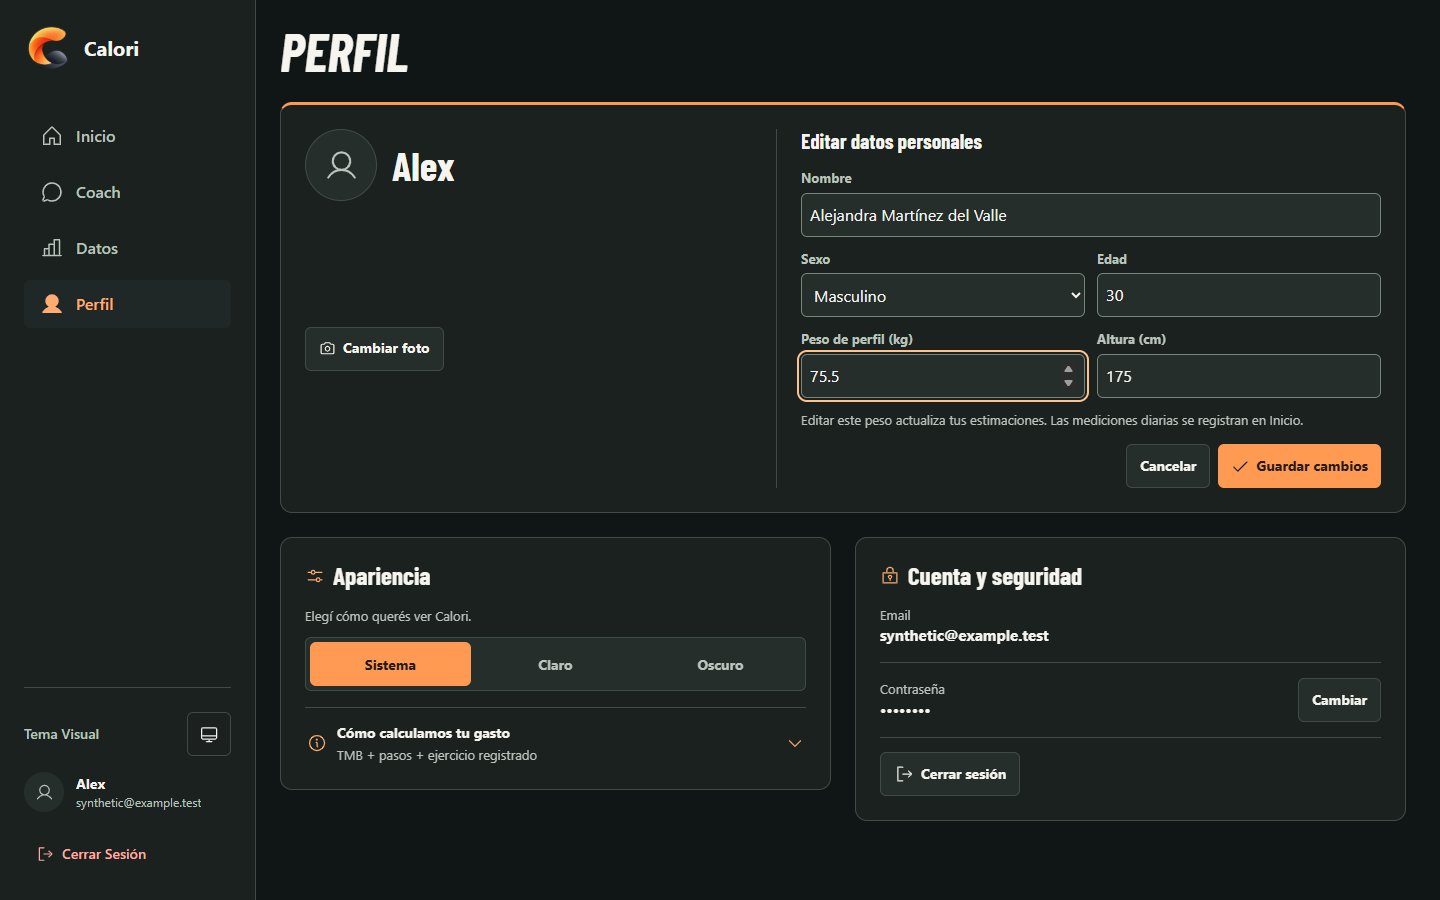 Calori
Inicio
Coach
Datos
Perfil
Tema Visual
Alex
synthetic@example.test
Cerrar Sesión
PERFIL
Alex
Cambiar foto
Editar datos personales
Nombre
Alejandra Martínez del Valle
Sexo Edad
Masculino 30
Peso de perfil (kg) Altura (cm)
75.5 175
Editar este peso actualiza tus estimaciones. Las mediciones diarias se registran en Inicio.
Cancelar Guardar cambios
Apariencia
Elegí cómo querés ver Calori.
Sistema Claro Oscuro
Cómo calculamos tu gasto
TMB + pasos + ejercicio registrado
Cuenta y seguridad
Email
synthetic@example.test
Contraseña
••••••••
Cambiar
Cerrar sesión